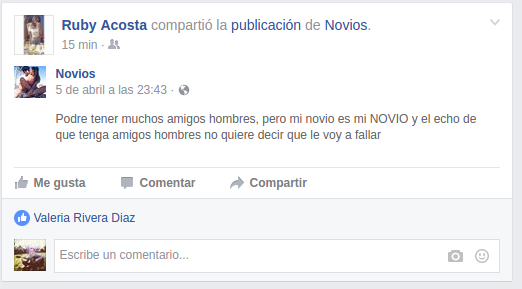 Ruby Acosta compartió la publicación de Novios.
15 min ·
Novios
5 de abril a las 23:43 ·
Podre tener muchos amigos hombres, pero mi novio es mi NOVIO y el echo de
que tenga amigos hombres no quiere decir que le voy a fallar
Me gusta Comentar Compartir
Valeria Rivera Diaz
Escribe un comentario...